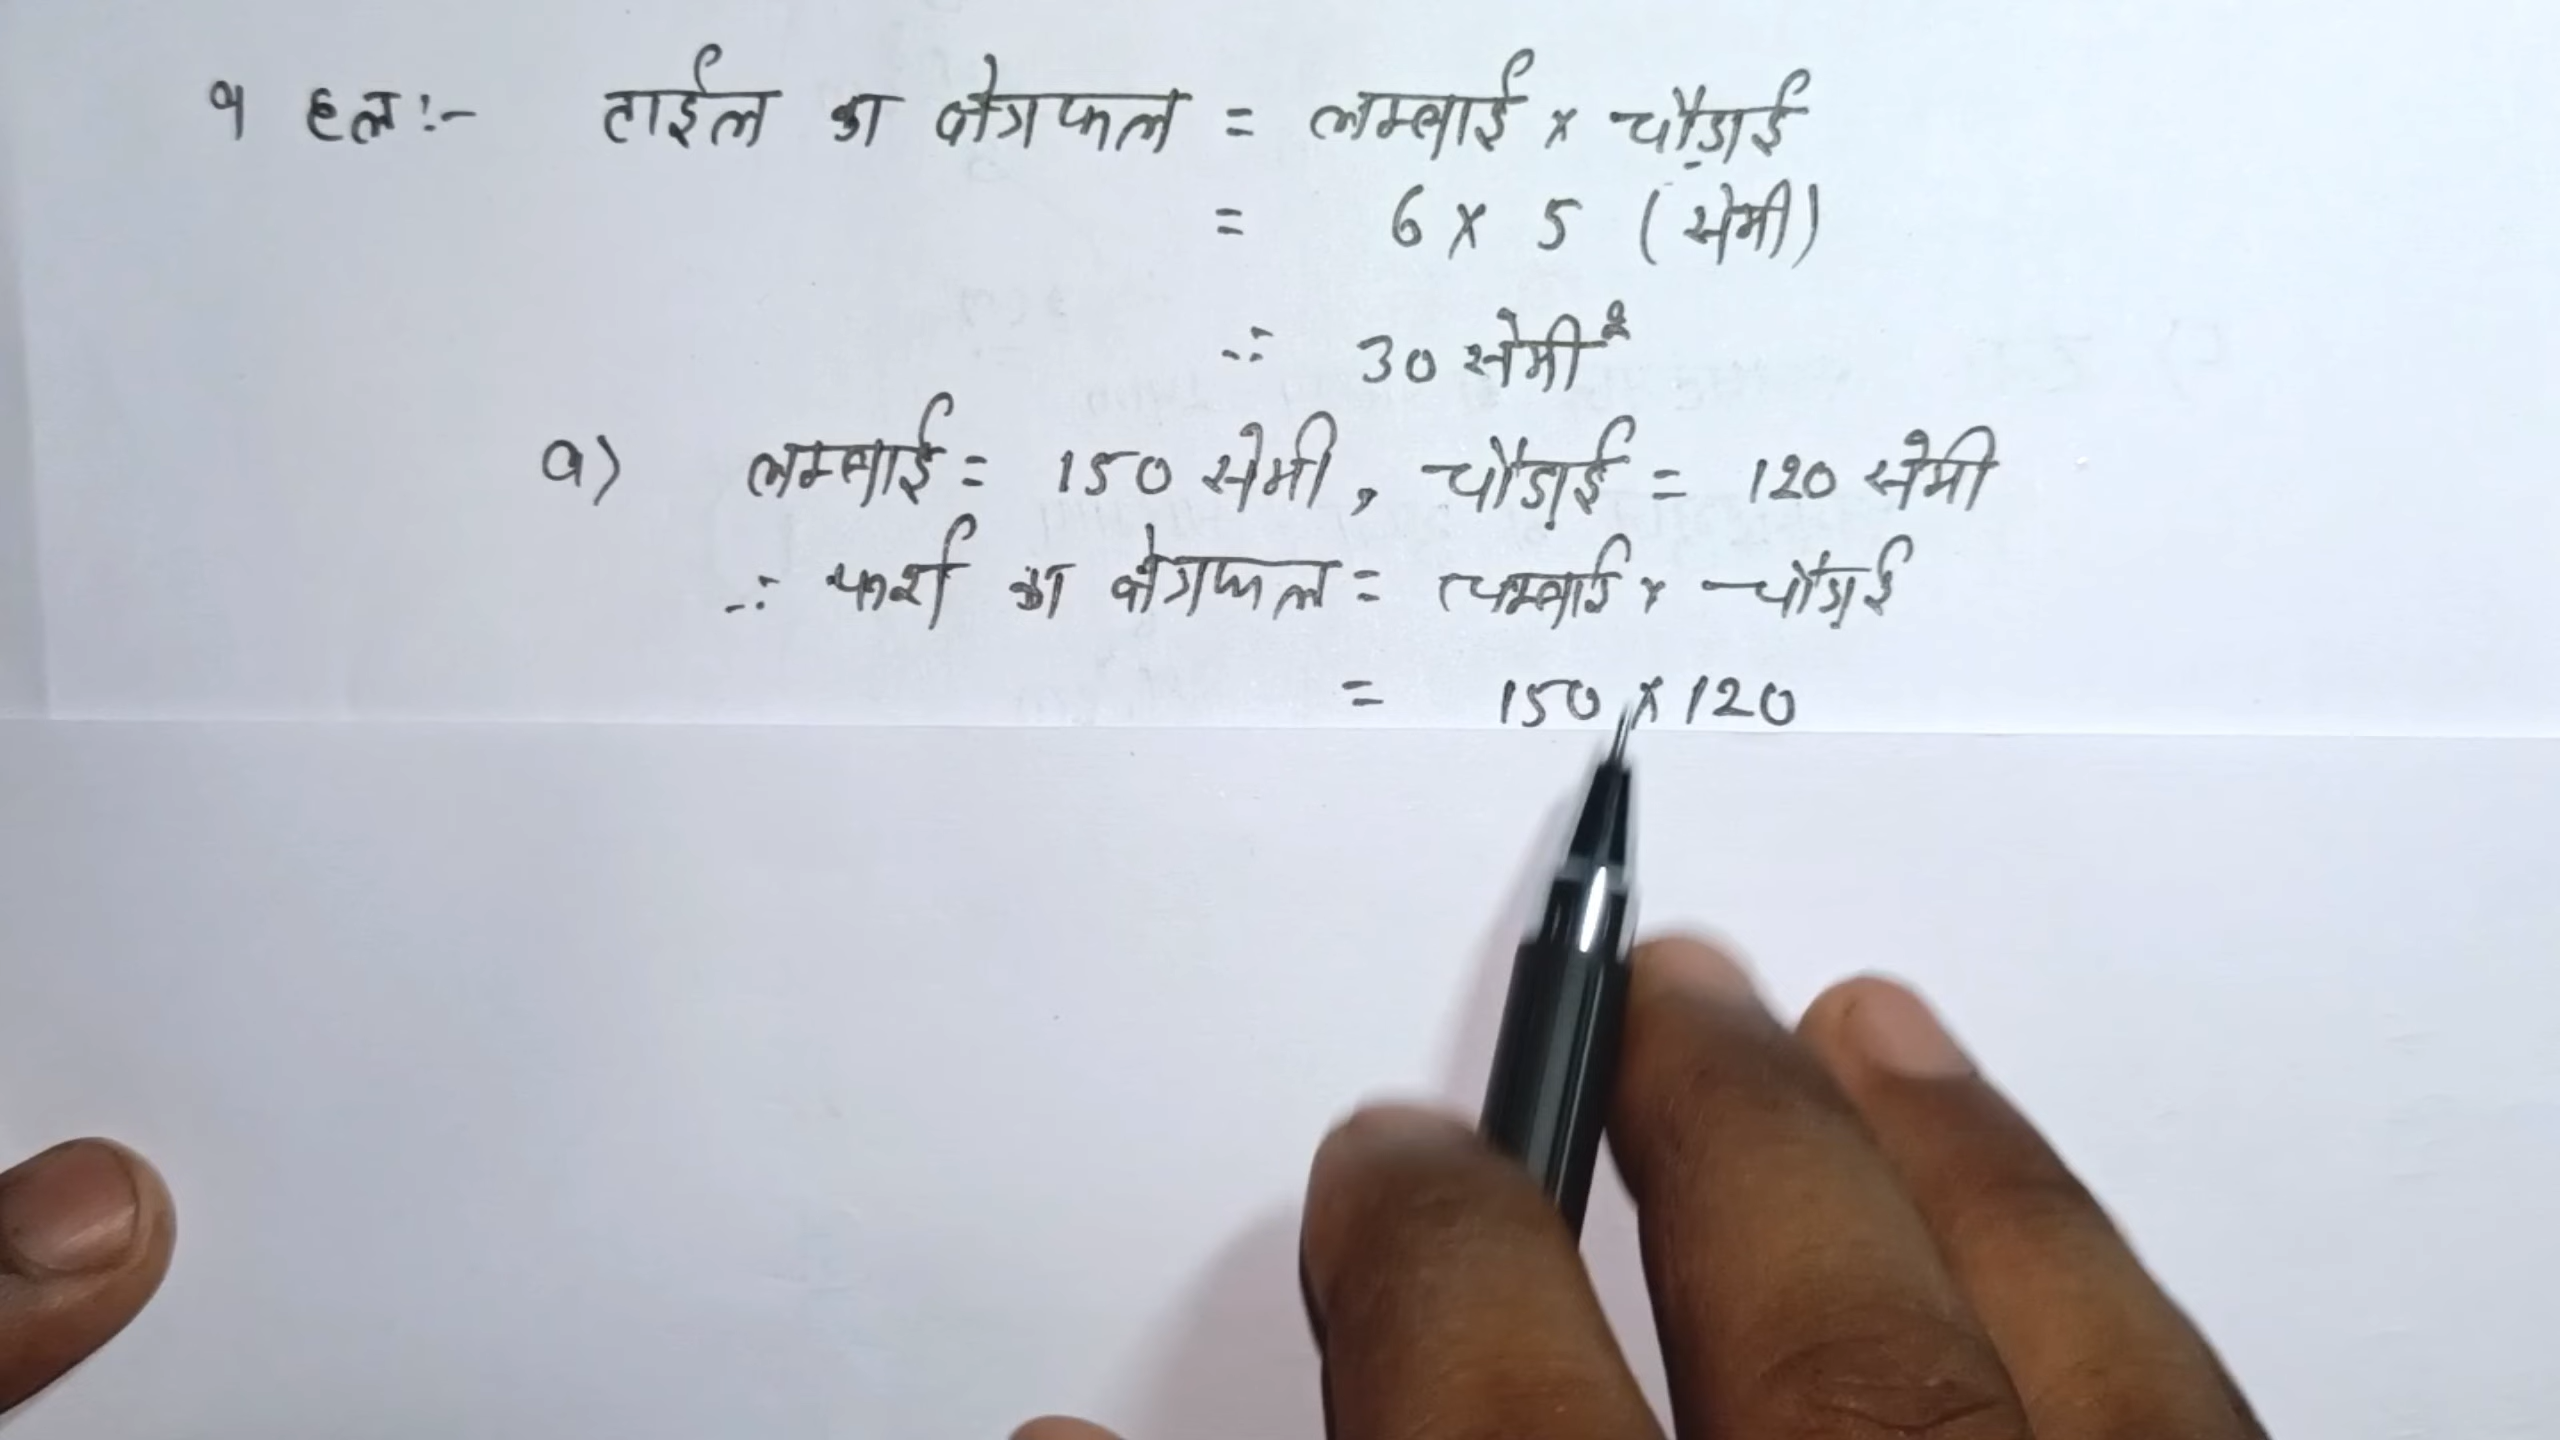 १ हल:- टाईल का क्षेत्रफल = लम्बाई × चौड़ाई
= 6 × 5 (सेमी)
∴ 30 सेमी²
a) लम्बाई = 150 सेमी, चौड़ाई = 120 सेमी
∴ फर्श का क्षेत्रफल = लम्बाई × चौड़ाई
= 150 × 120